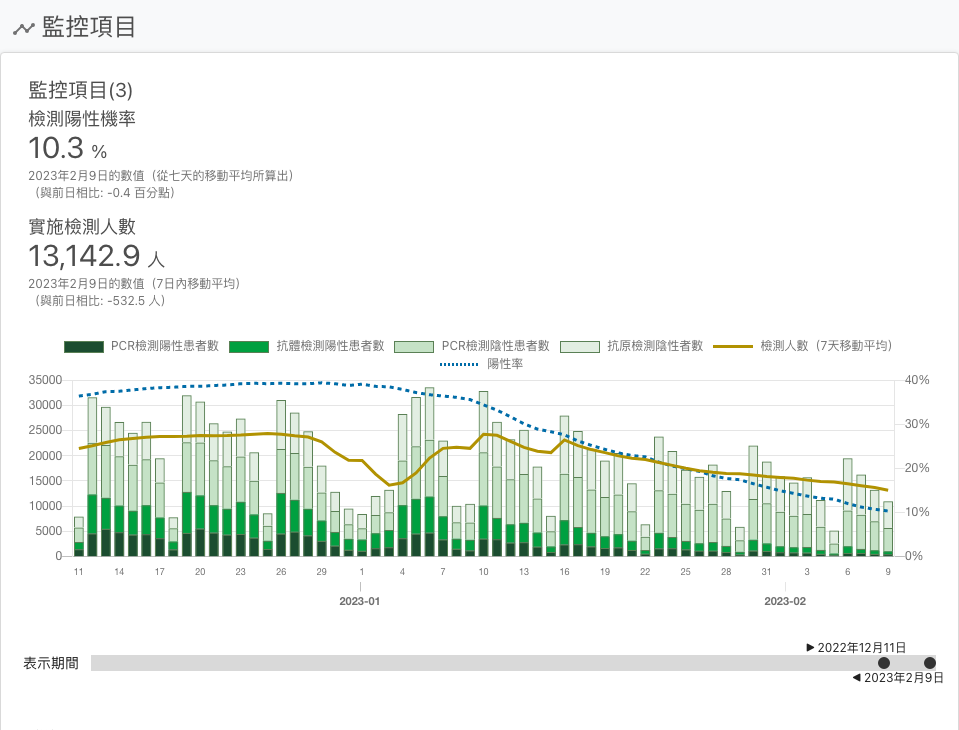 監控項目
監控項目(3)
檢測陽性機率
10.3 %
2023年2月9日的數值（從七天的移動平均所算出）
（與前日相比: -0.4 百分點）
實施檢測人數
13,142.9 人
2023年2月9日的數值（7日內移動平均）
（與前日相比: -532.5 人）
PCR檢測陽性患者數 抗體檢測陽性患者數 PCR檢測陰性患者數 抗原檢測陰性者數 檢測人數（7天移動平均）
陽性率
35000 40%
30000
25000 30%
20000
15000 20%
10000
5000 10%
0 0%
11 14 17 20 23 26 29 1 4 7 10 13 16 19 22 25 28 31 3 6 9
2023-01 2023-02
▶ 2022年12月11日
表示期間
◀ 2023年2月9日